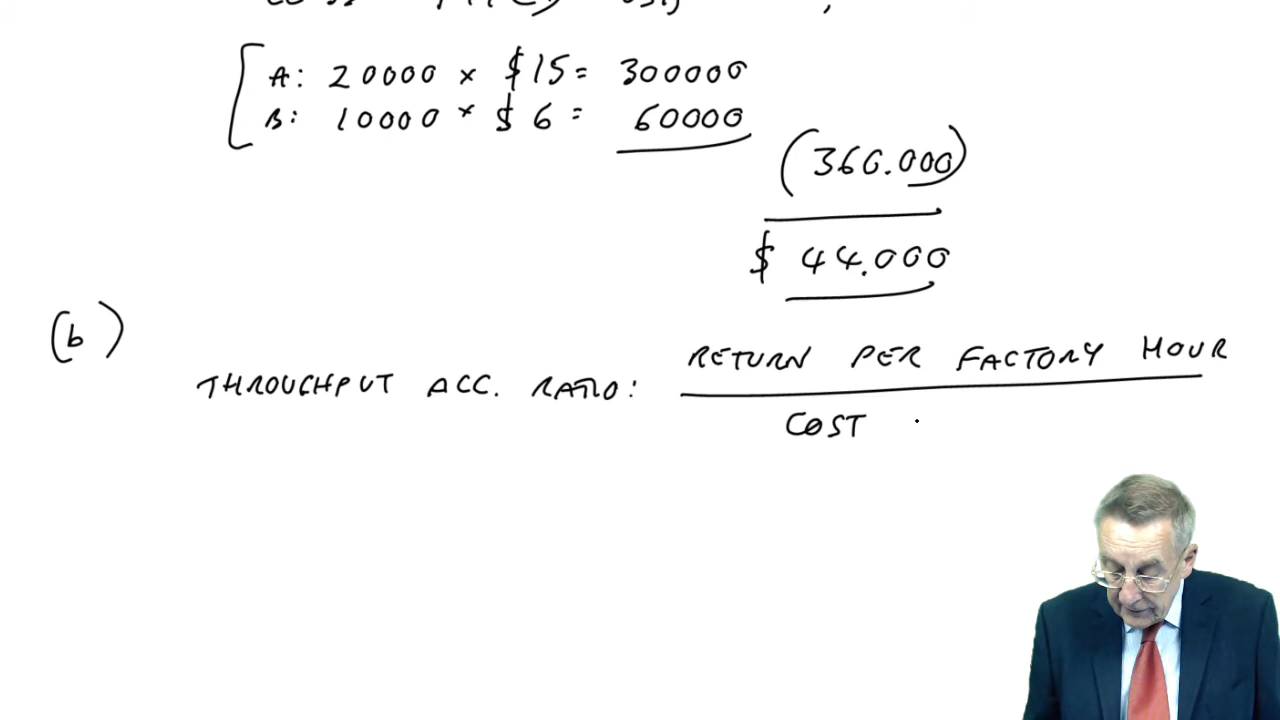 A: 20000 × $15 = 300000
B: 10000 × $ 6 = 60000
(360.000)
$ 44.000
(b)
RETURN PER FACTORY HOUR
THROUGHPUT ACC. RATIO:
COST